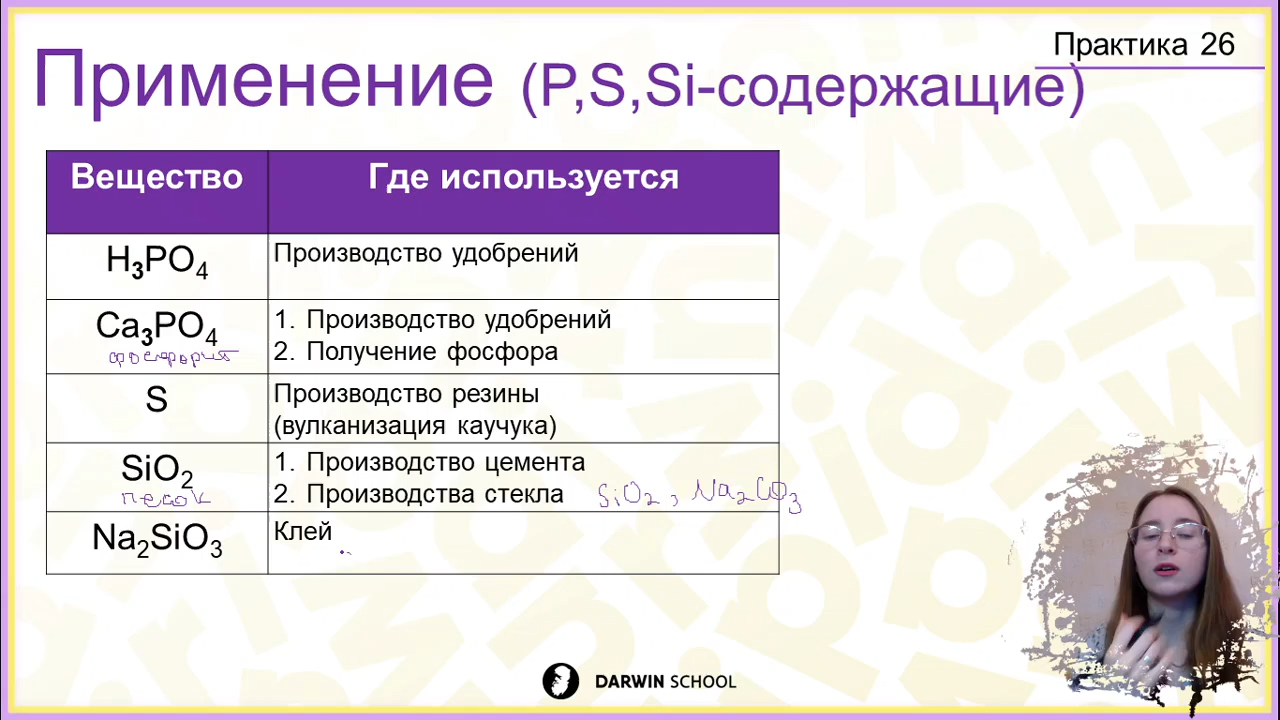 Практика 26
Применение (P,S,Si-содержащие)
Вещество Где используется
H₃PO₄ Производство удобрений
Ca₃PO₄ 1. Производство удобрений
фосфорит 2. Получение фосфора
S Производство резины
(вулканизация каучука)
SiO₂ 1. Производство цемента
песок 2. Производства стекла SiO₂, Na₂CO₃
Na₂SiO₃ Клей
DARWIN SCHOOL